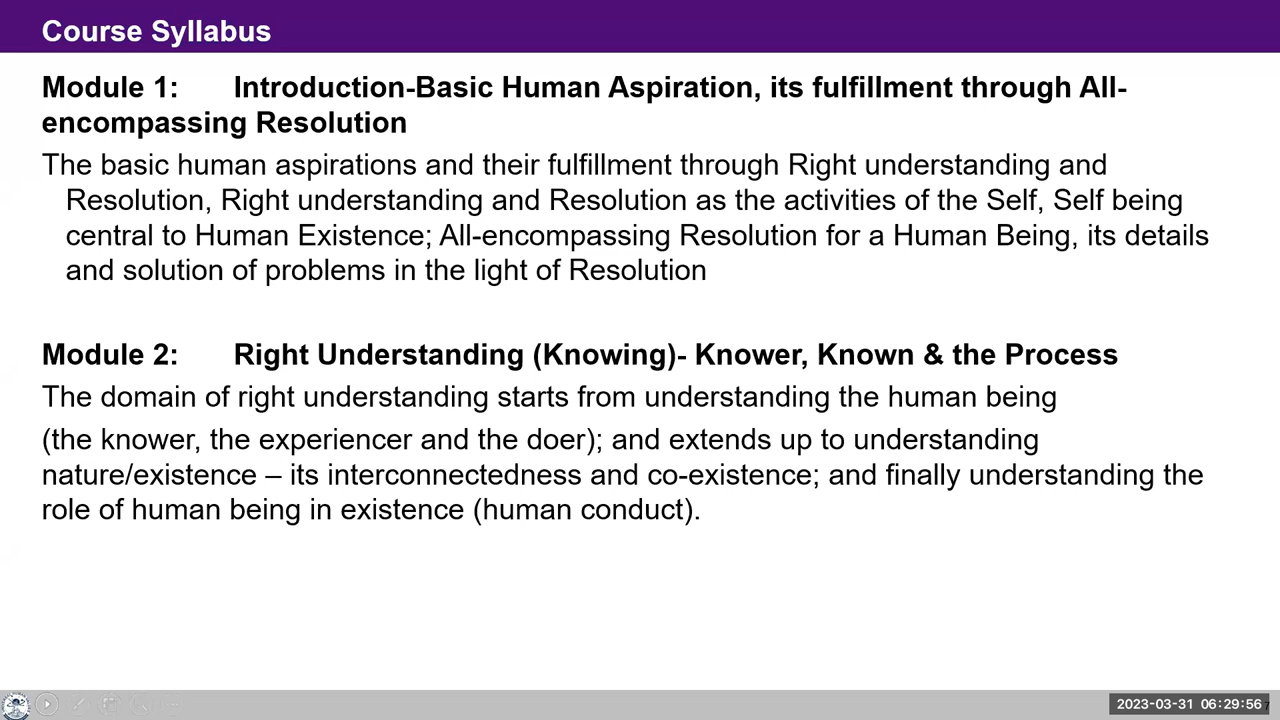 Course Syllabus
Module 1: Introduction-Basic Human Aspiration, its fulfillment through All-
encompassing Resolution
The basic human aspirations and their fulfillment through Right understanding and
Resolution, Right understanding and Resolution as the activities of the Self, Self being
central to Human Existence; All-encompassing Resolution for a Human Being, its details
and solution of problems in the light of Resolution
Module 2: Right Understanding (Knowing)- Knower, Known & the Process
The domain of right understanding starts from understanding the human being
(the knower, the experiencer and the doer); and extends up to understanding
nature/existence – its interconnectedness and co-existence; and finally understanding the
role of human being in existence (human conduct).
2023-03-31 06:29:56
7